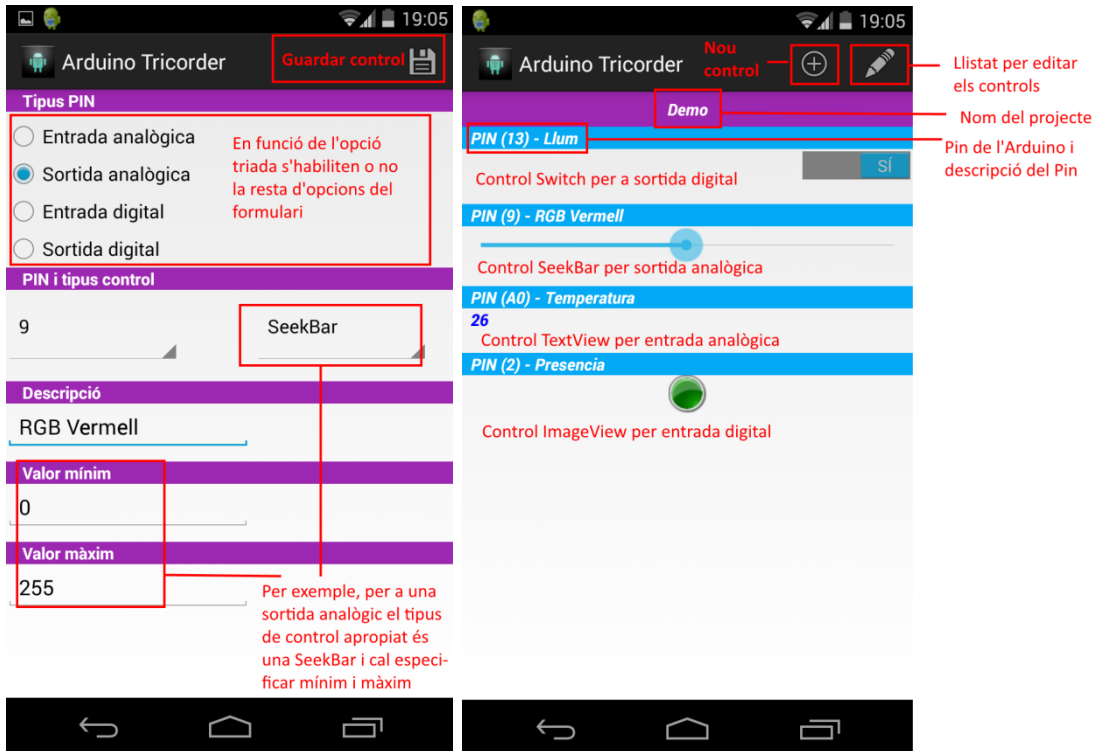 19:05
Arduino Tricorder
Guardar control
Tipus PIN
Entrada analògica
Sortida analògica
Entrada digital
Sortida digital
En funció de l'opció
triada s'habiliten o no
la resta d'opcions del
formulari
PIN i tipus control
9
SeekBar
Descripció
RGB Vermell
Valor mínim
0
Valor màxim
255
Per exemple, per a una
sortida analògic el tipus
de control apropiat és
una SeekBar i cal especi-
ficar mínim i màxim
19:05
Arduino Tricorder
Nou
control
Llistat per editar
els controls
Demo
Nom del projecte
PIN (13) - Llum
Pin de l'Arduino i
descripció del Pin
SÍ
Control Switch per a sortida digital
PIN (9) - RGB Vermell
Control SeekBar per sortida analògica
PIN (A0) - Temperatura
26
Control TextView per entrada analògica
PIN (2) - Presencia
Control ImageView per entrada digital